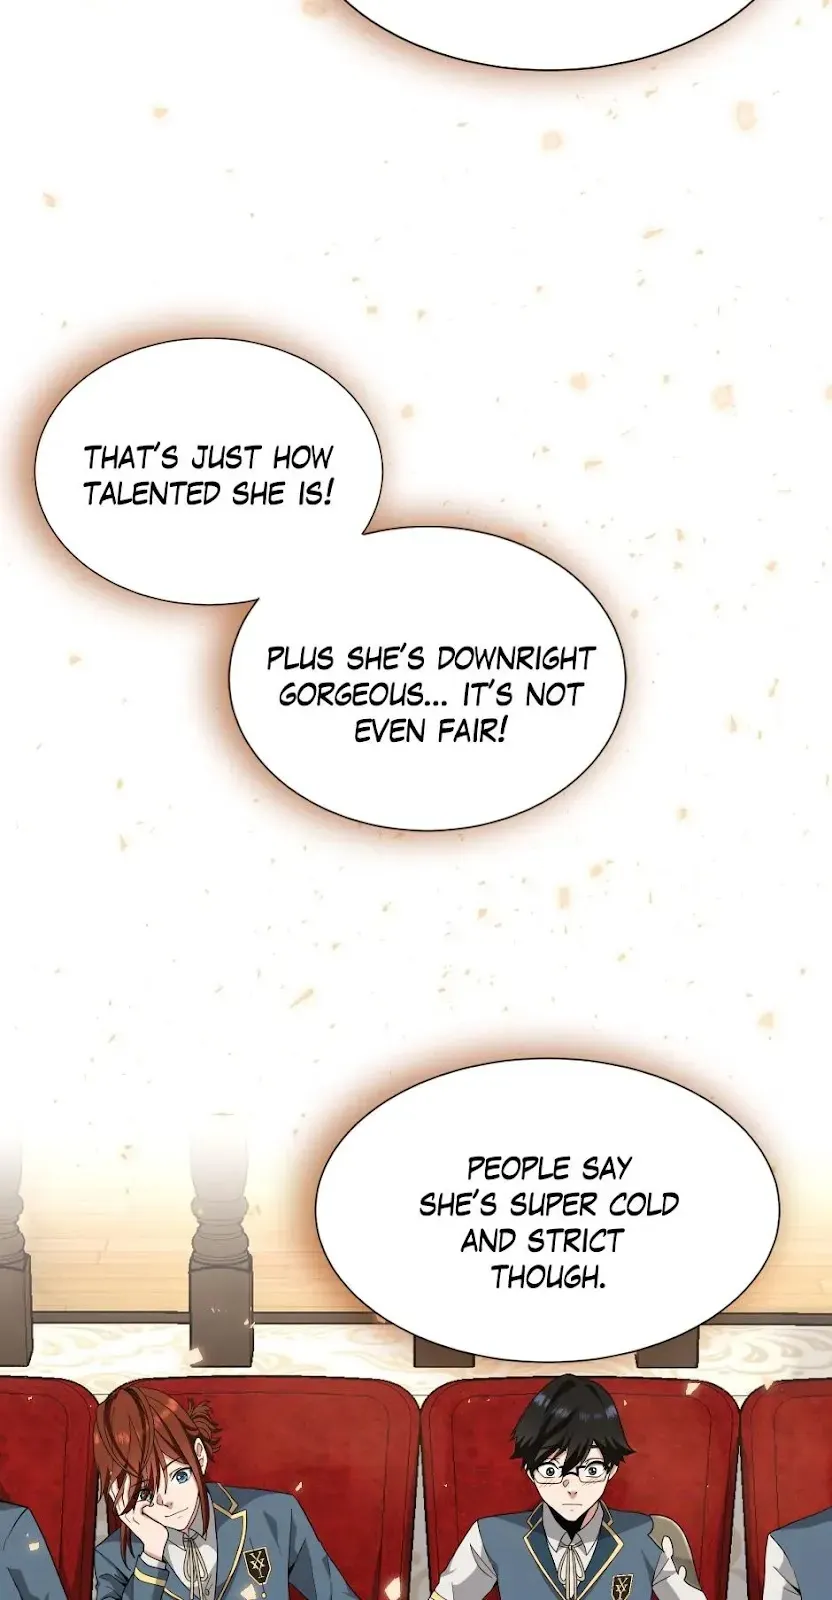 THAT'S JUST HOW
TALENTED SHE IS!
PLUS SHE'S DOWNRIGHT
GORGEOUS... IT'S NOT
EVEN FAIR!
PEOPLE SAY
SHE'S SUPER COLD
AND STRICT
THOUGH.